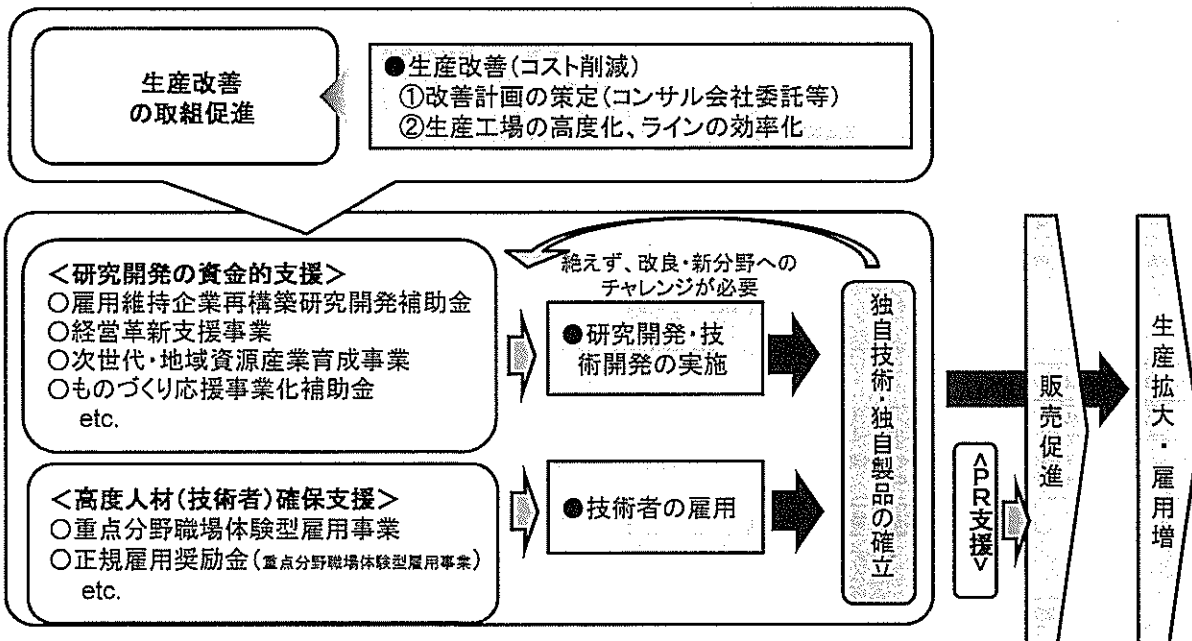 生産改善
の取組促進
●生産改善(コスト削減)
①改善計画の策定(コンサル会社委託等)
②生産工場の高度化、ラインの効率化
<研究開発の資金的支援>
○雇用維持企業再構築研究開発補助金
○経営革新支援事業
○次世代・地域資源産業育成事業
○ものづくり応援事業化補助金
etc.
絶えず、改良・新分野への
チャレンジが必要
●研究開発・技
術開発の実施
<高度人材(技術者)確保支援>
○重点分野職場体験型雇用事業
○正規雇用奨励金(重点分野職場体験型雇用事業)
etc.
●技術者の雇用
独自技術・独自製品の確立
<PR支援>
販売促進
生産拡大・雇用増